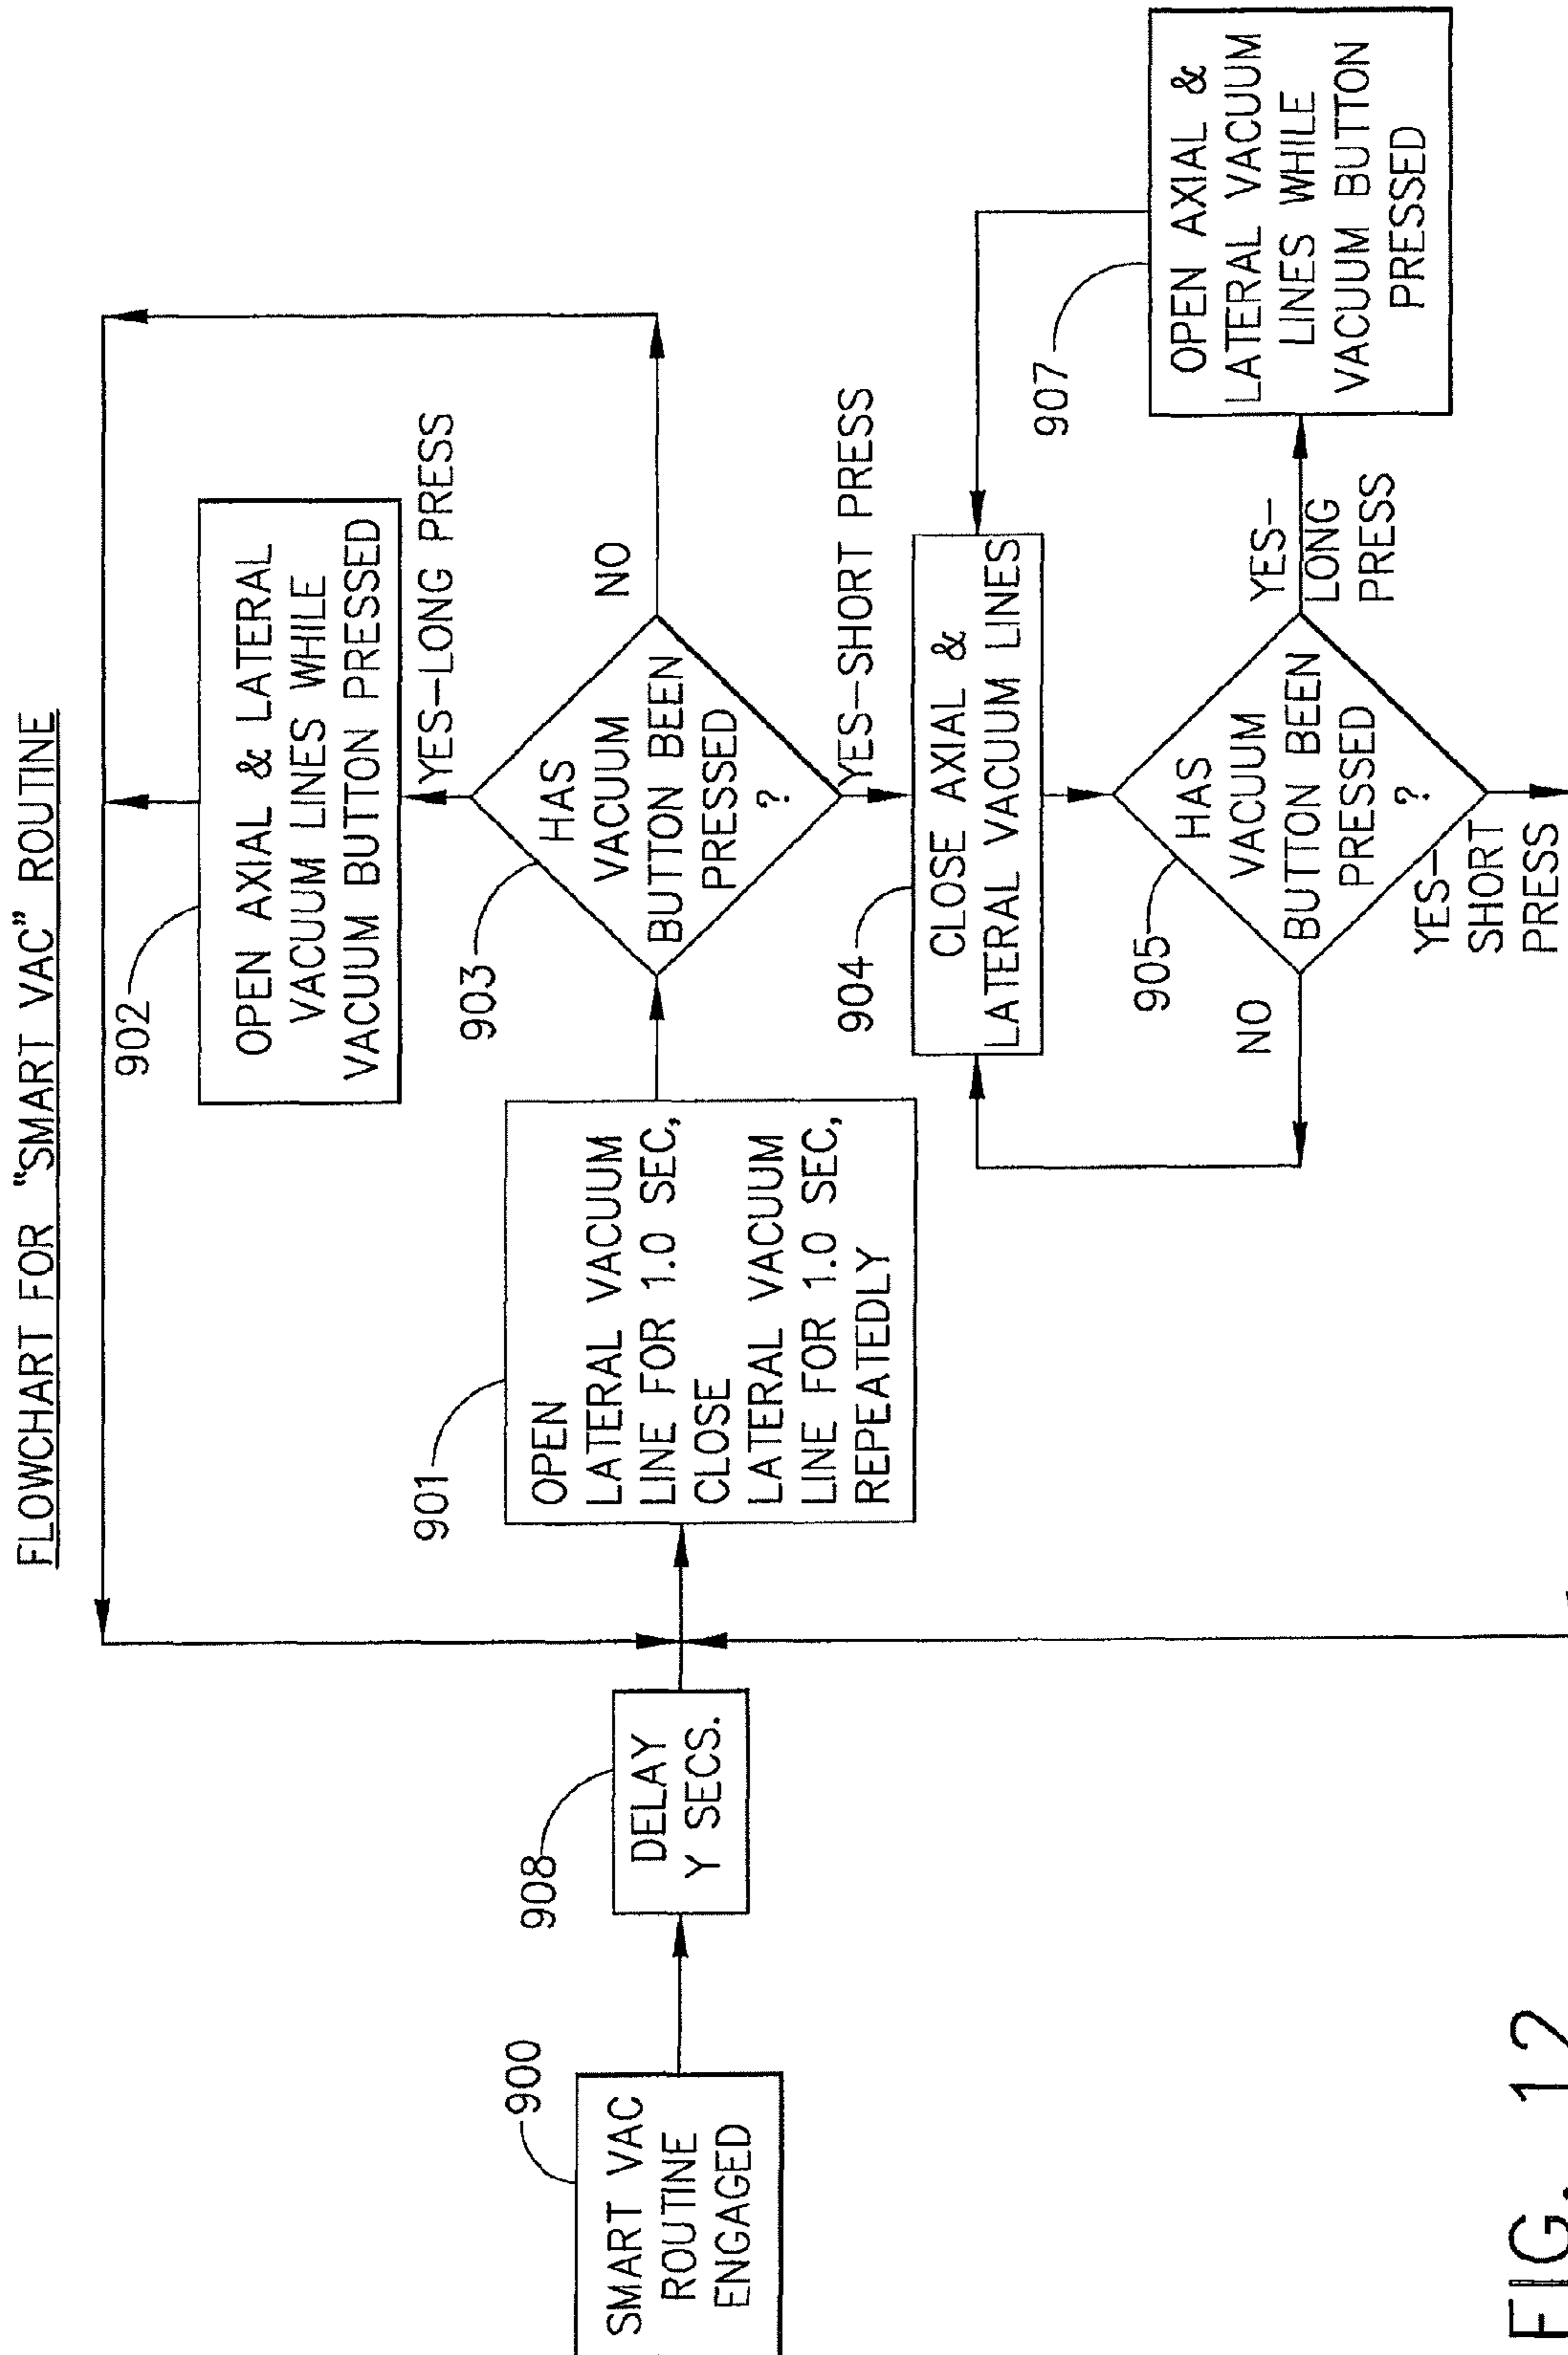 FLOWCHART FOR "SMART VAC" ROUTINE
900
SMART VAC
ROUTINE
ENGAGED
908
DELAY
Y SECS.
901
OPEN
LATERAL VACUUM
LINE FOR 1.0 SEC,
CLOSE
LATERAL VACUUM
LINE FOR 1.0 SEC,
REPEATEDLY
902
OPEN AXIAL & LATERAL
VACUUM LINES WHILE
VACUUM BUTTON PRESSED
YES-LONG PRESS
903
HAS
VACUUM
BUTTON BEEN
PRESSED
?
NO
YES-SHORT PRESS
904
CLOSE AXIAL &
LATERAL VACUUM LINES
905
HAS
VACUUM
BUTTON BEEN
PRESSED
?
NO
YES-
LONG
PRESS
YES-
SHORT
PRESS
907
OPEN AXIAL &
LATERAL VACUUM
LINES WHILE
VACUUM BUTTON
PRESSED
FIG. 12